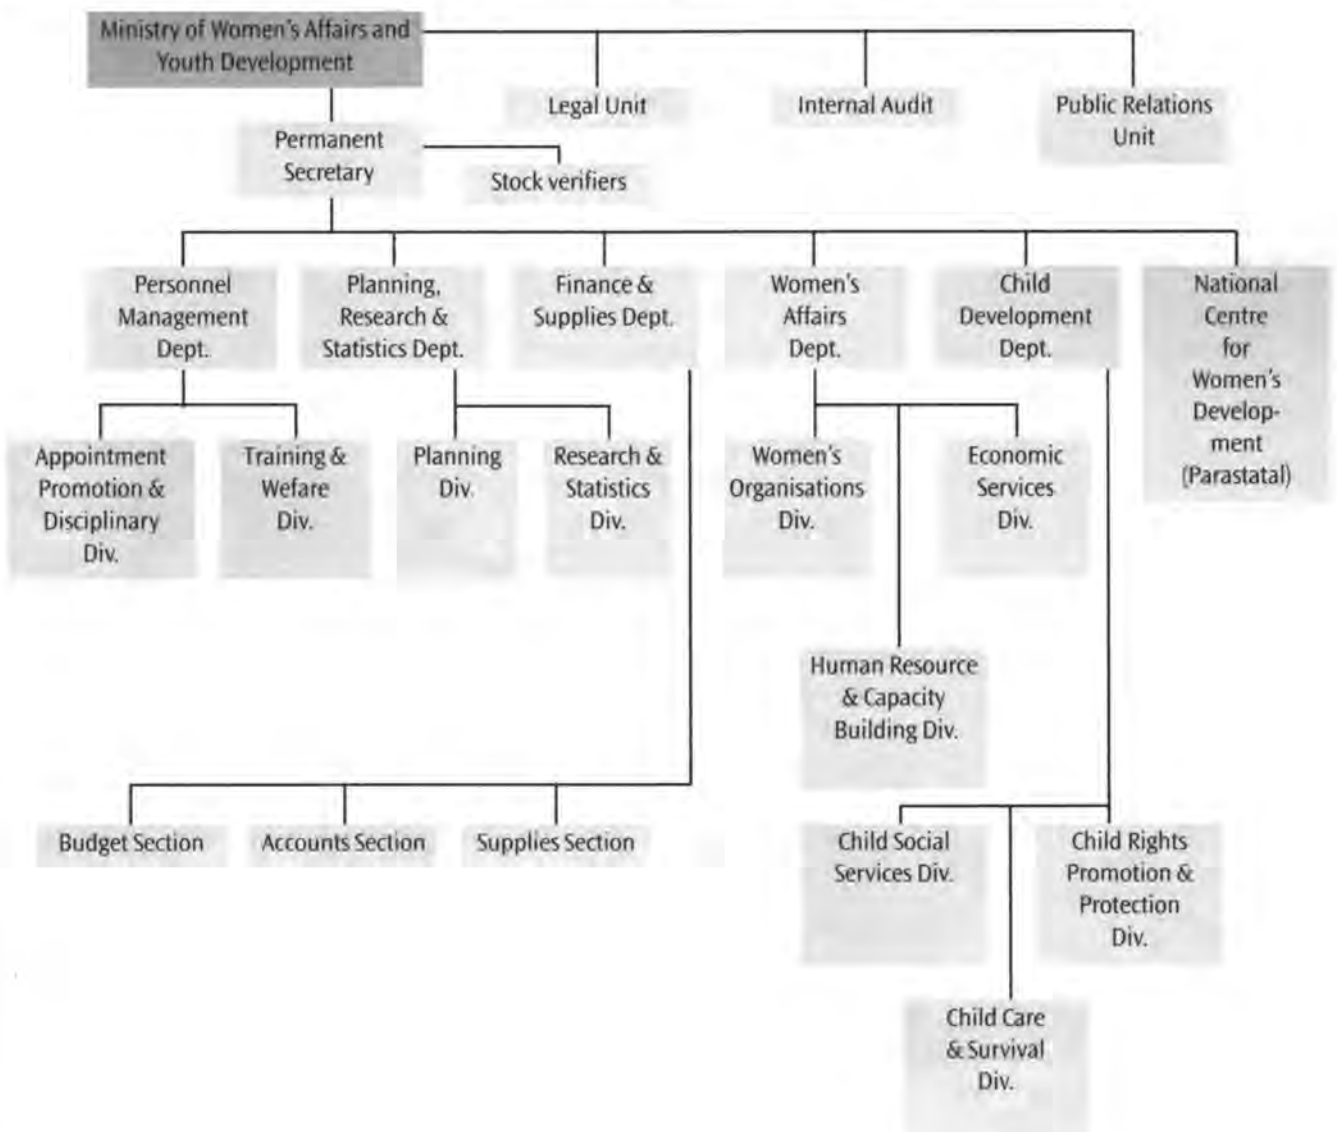 Ministry of Women's Affairs and
Youth Development
Legal Unit
Internal Audit
Public Relations
Unit
Permanent
Secretary
Stock verifiers
Personnel
Management
Dept.
Planning,
Research &
Statistics Dept.
Finance &
Supplies Dept.
Women's
Affairs
Dept.
Child
Development
Dept.
National
Centre
for
Women's
Develop-
ment
(Parastatal)
Appointment
Promotion &
Disciplinary
Div.
Training &
Wefare
Div.
Planning
Div.
Research &
Statistics
Div.
Women's
Organisations
Div.
Economic
Services
Div.
Human Resource
& Capacity
Building Div.
Budget Section
Accounts Section
Supplies Section
Child Social
Services Div.
Child Rights
Promotion &
Protection
Div.
Child Care
& Survival
Div.